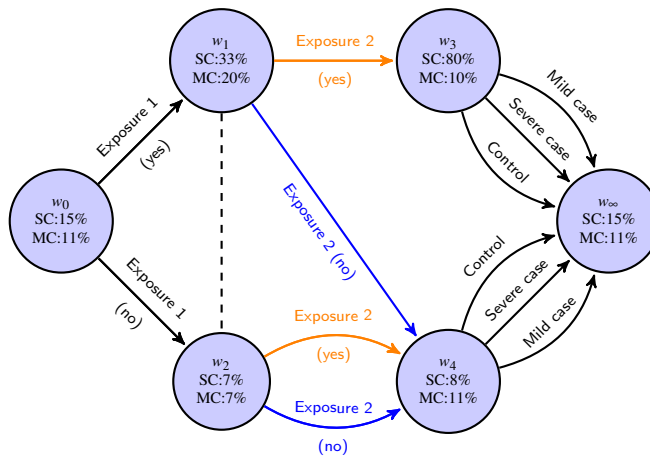 w₁
SC:33%
MC:20%
Exposure 2
(yes)
w₃
SC:80%
MC:10%
Mild case
Severe case
Control
Exposure 1
(yes)
w₀
SC:15%
MC:11%
Exposure 2 (no)
w∞
SC:15%
MC:11%
Exposure 1
(no)
Control
Severe case
Mild case
Exposure 2
(yes)
w₂
SC:7%
MC:7%
w₄
SC:8%
MC:11%
Exposure 2
(no)